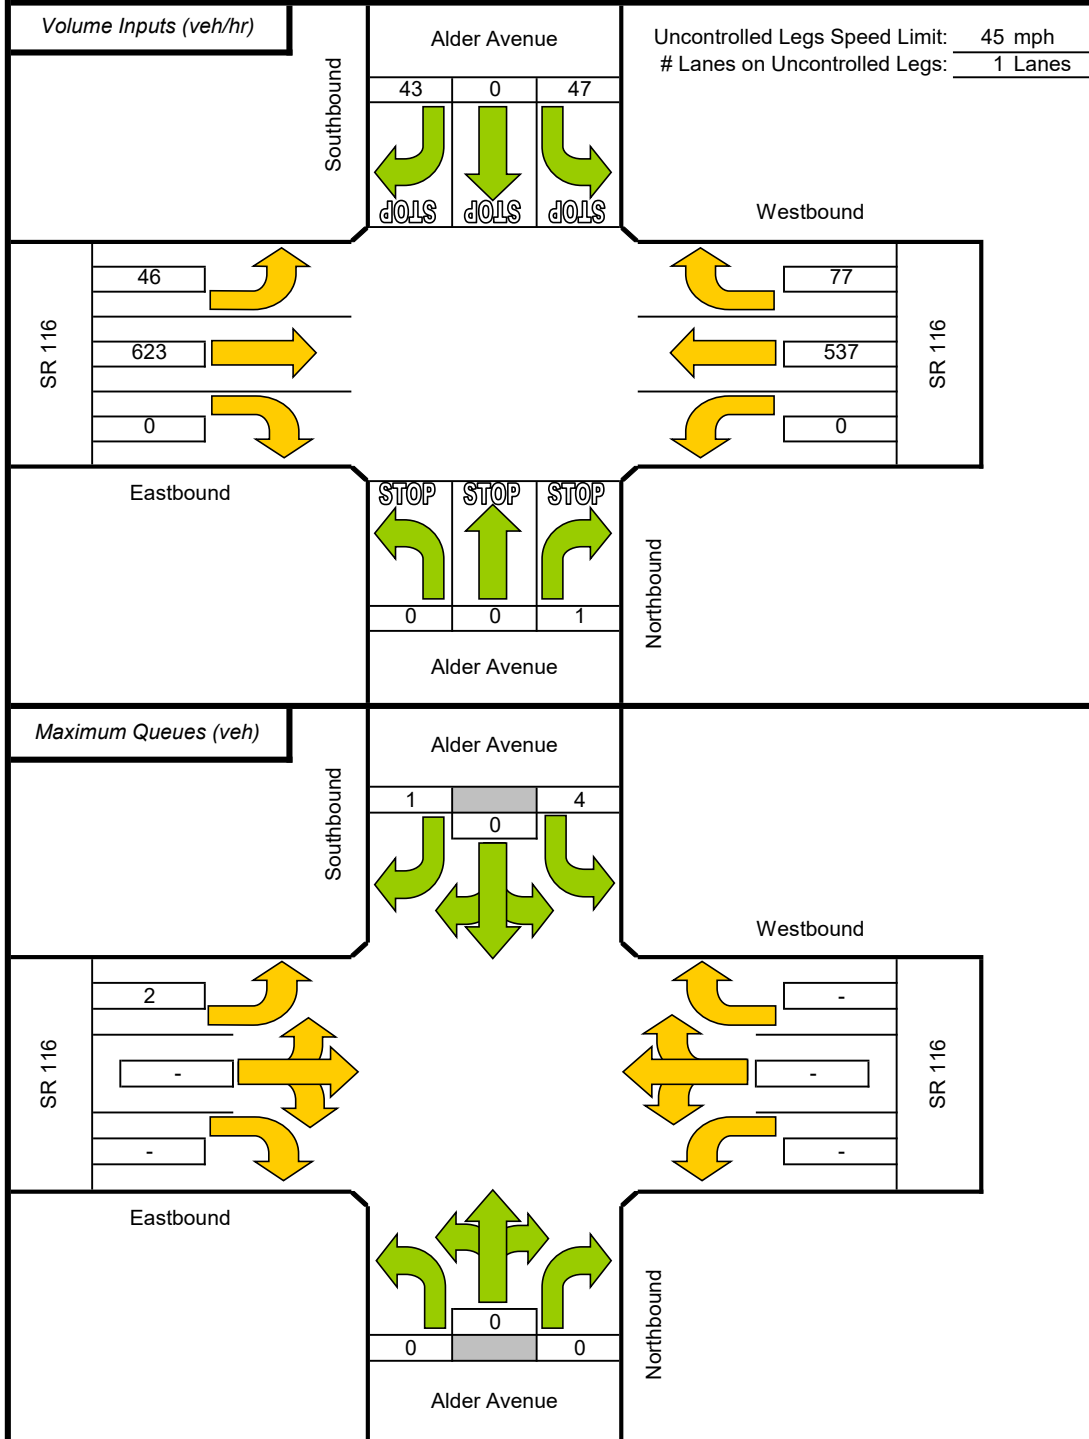 Volume Inputs (veh/hr)
Alder Avenue
Uncontrolled Legs Speed Limit: 45 mph
# Lanes on Uncontrolled Legs: 1 Lanes
Southbound
43 0 47
STOP STOP STOP
Westbound
46
77
SR 116
623
537
SR 116
0
0
Eastbound
STOP STOP STOP
Northbound
0 0 1
Alder Avenue
Maximum Queues (veh)
Alder Avenue
Southbound
1 4
0
Westbound
2
-
SR 116
-
-
SR 116
-
-
Eastbound
Northbound
0
0 0
Alder Avenue